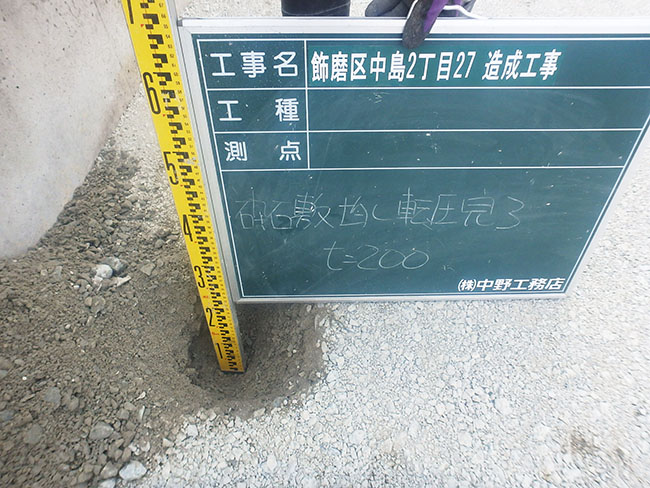 工事名 飾磨区中島2丁目27 造成工事
工種
測点
砕石敷均し転圧完了
t=200
㈱中野工務店
7
6
5
4
3
2
1